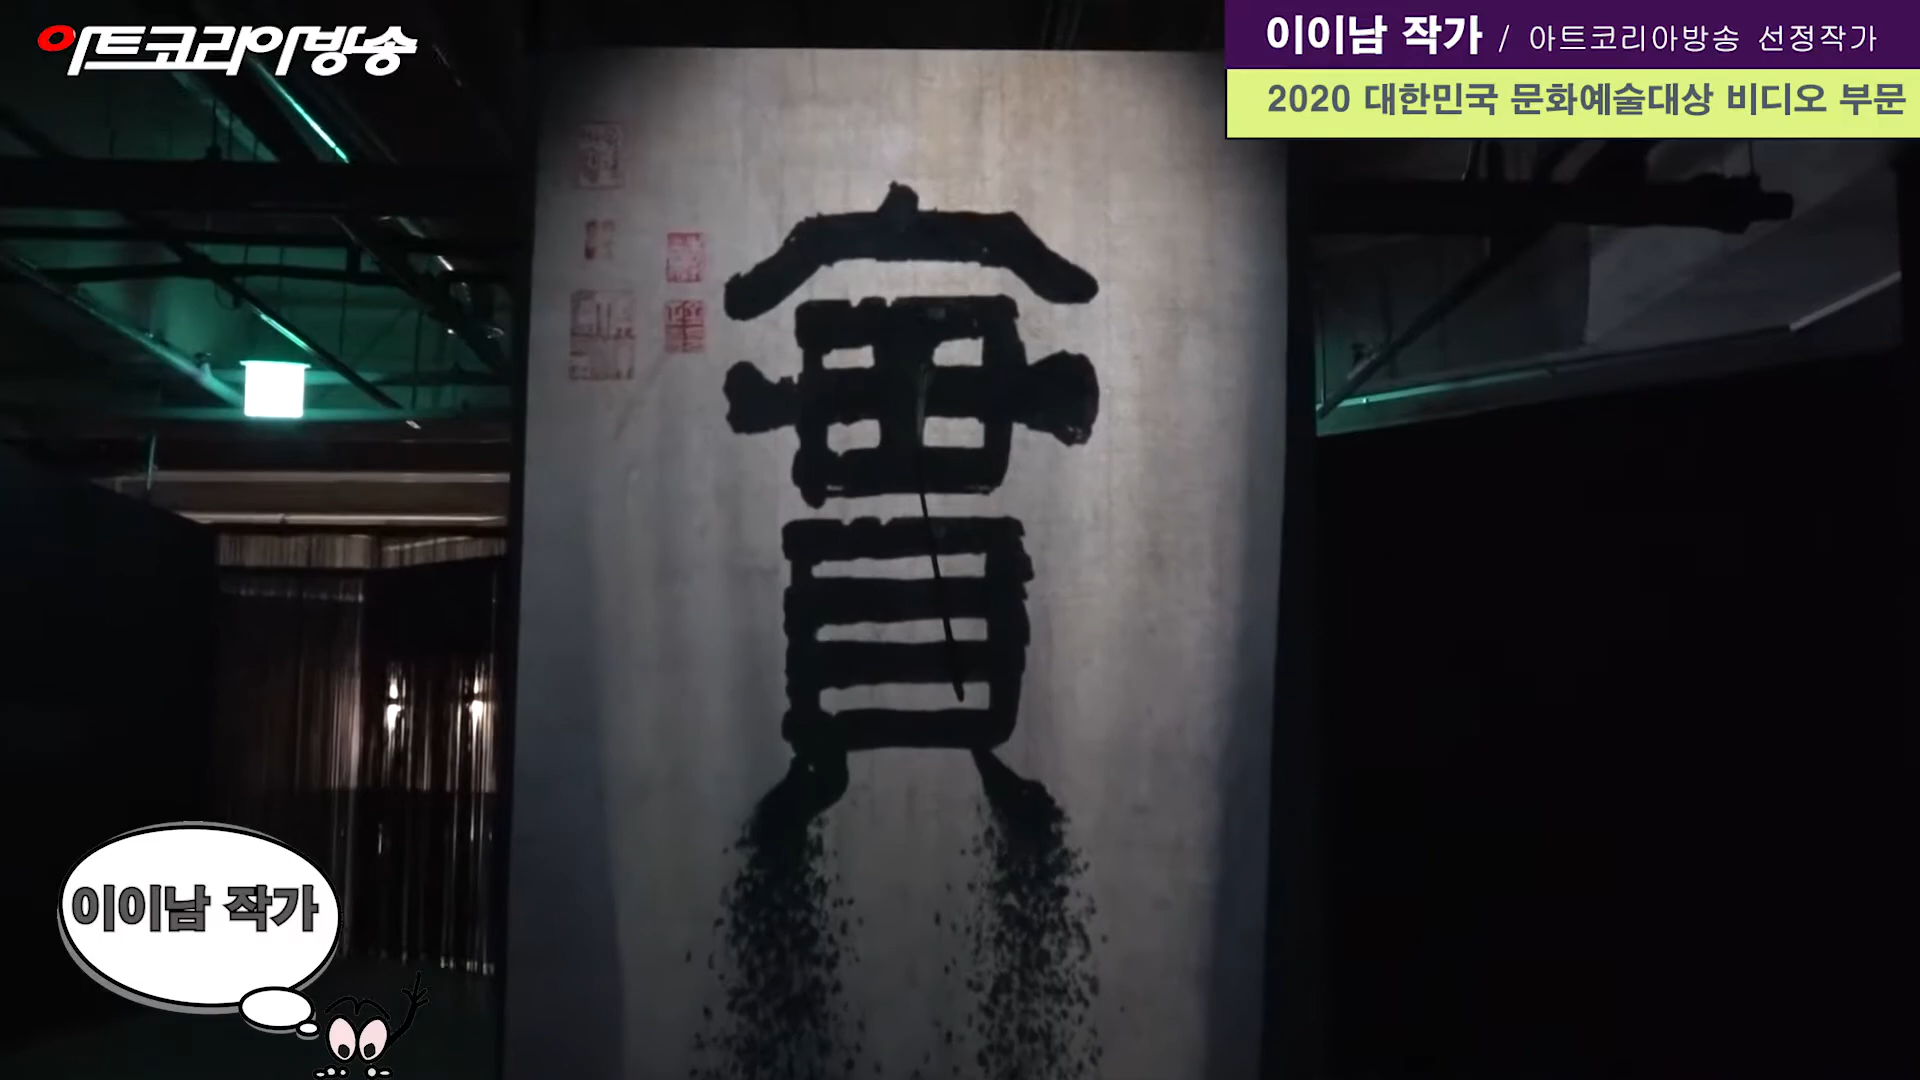 아트코리아방송
이이남 작가 / 아트코리아방송 선정작가
2020 대한민국 문화예술대상 비디오 부문
實
이이남 작가